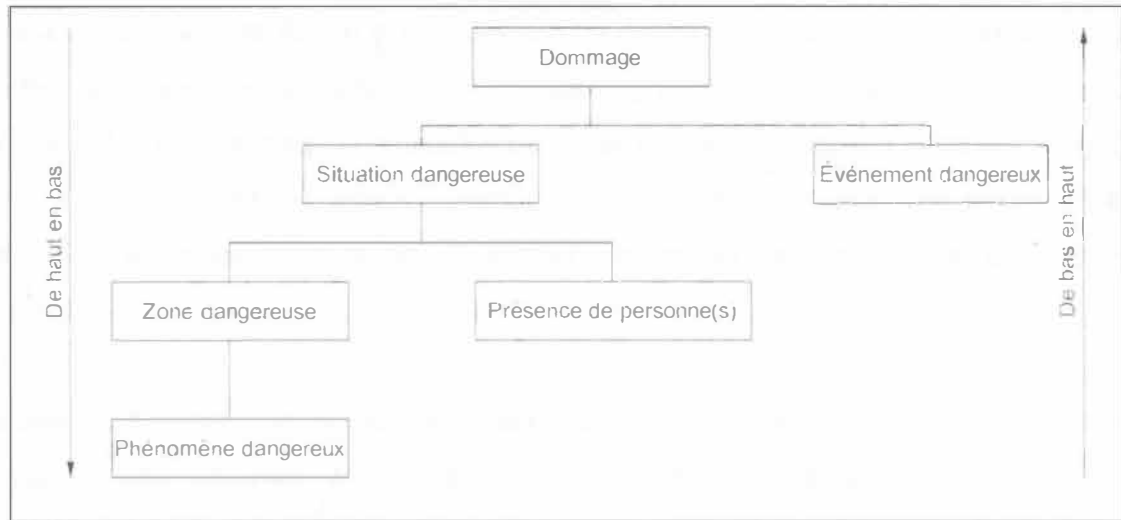 Dommage
Situation dangereuse
Événement dangereux
De haut en bas
De bas en haut
Zone dangereuse
Présence de personne(s)
Phénomène dangereux